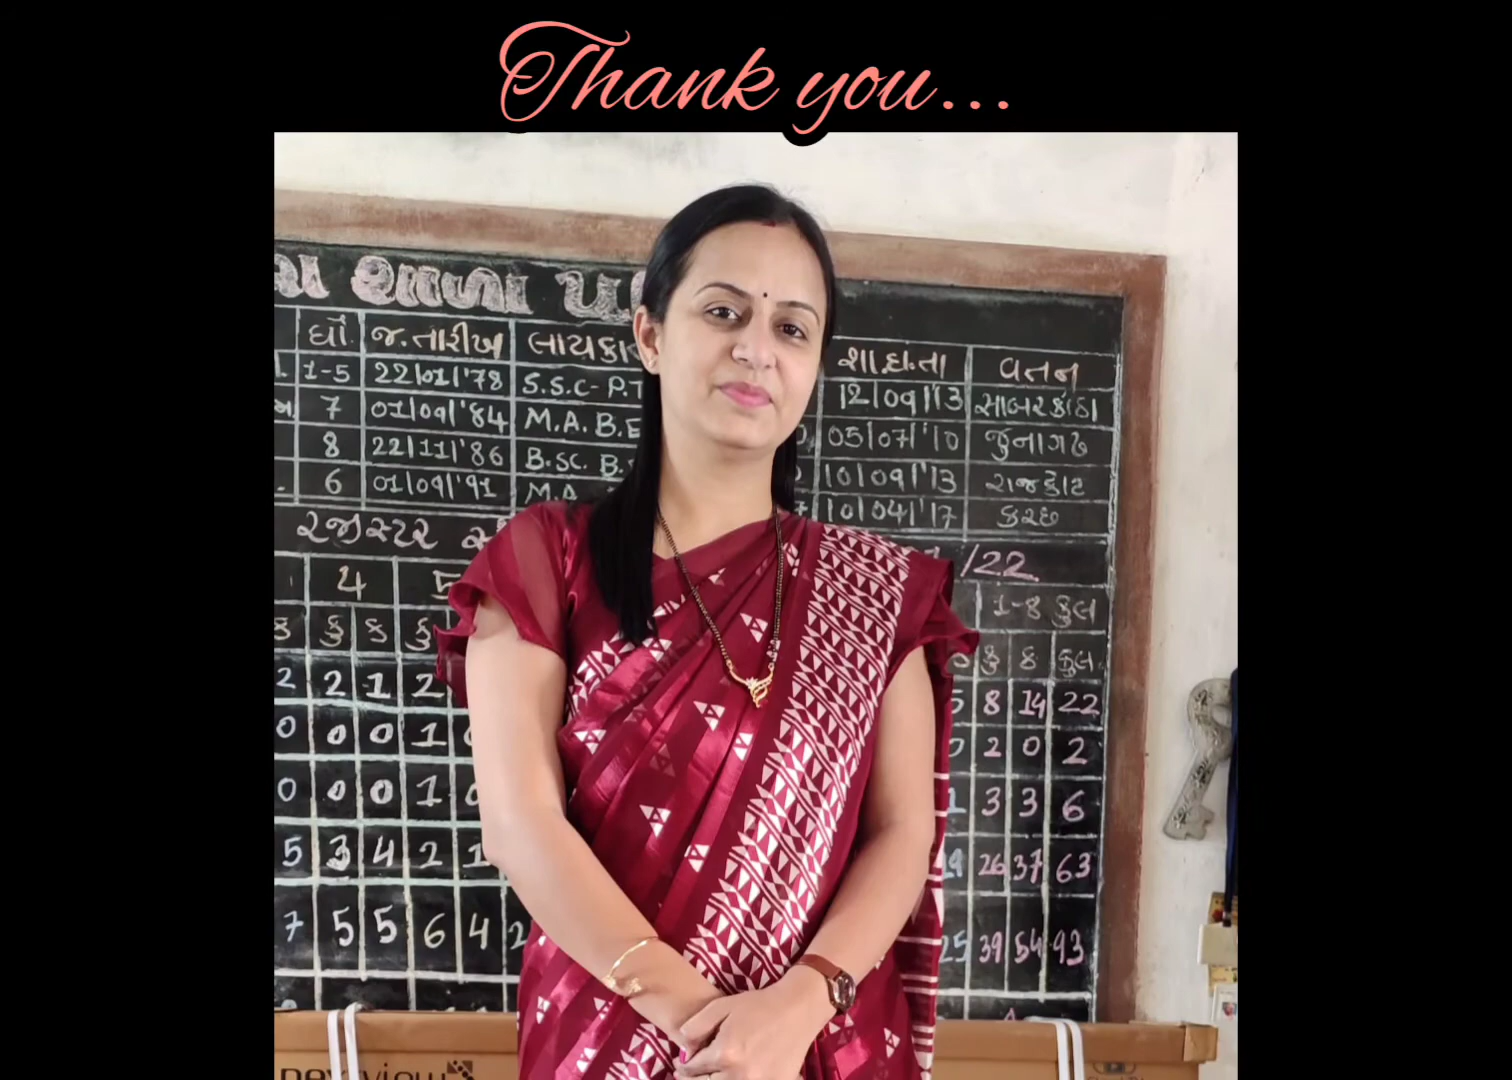 Thank you...
શાળા
ધો. જ.તારીખ શા.દા.તા વતન
1-5 22/01/'78 S.S.C- P.T 12/09/'13 સાબરકાંઠા
7 01/09/'84 M.A. B.E 05/07/'10 જુનાગઢ
8 22/11/'86 B.sc. B. 10/09/'13 રાજકોટ
6 01/09/'91 M.A 10/04/'17 કચ્છ
રજીસ્ટર /22
5 1-8 કુલ
ક કુ ક કુ કુ ક કુલ
2 2 1 2 8 14 22
0 0 0 1 2 0 2
0 0 0 1 3 3 6
5 3 4 2 1 26 37 63
7 5 5 6 4 2 25 39 54 93